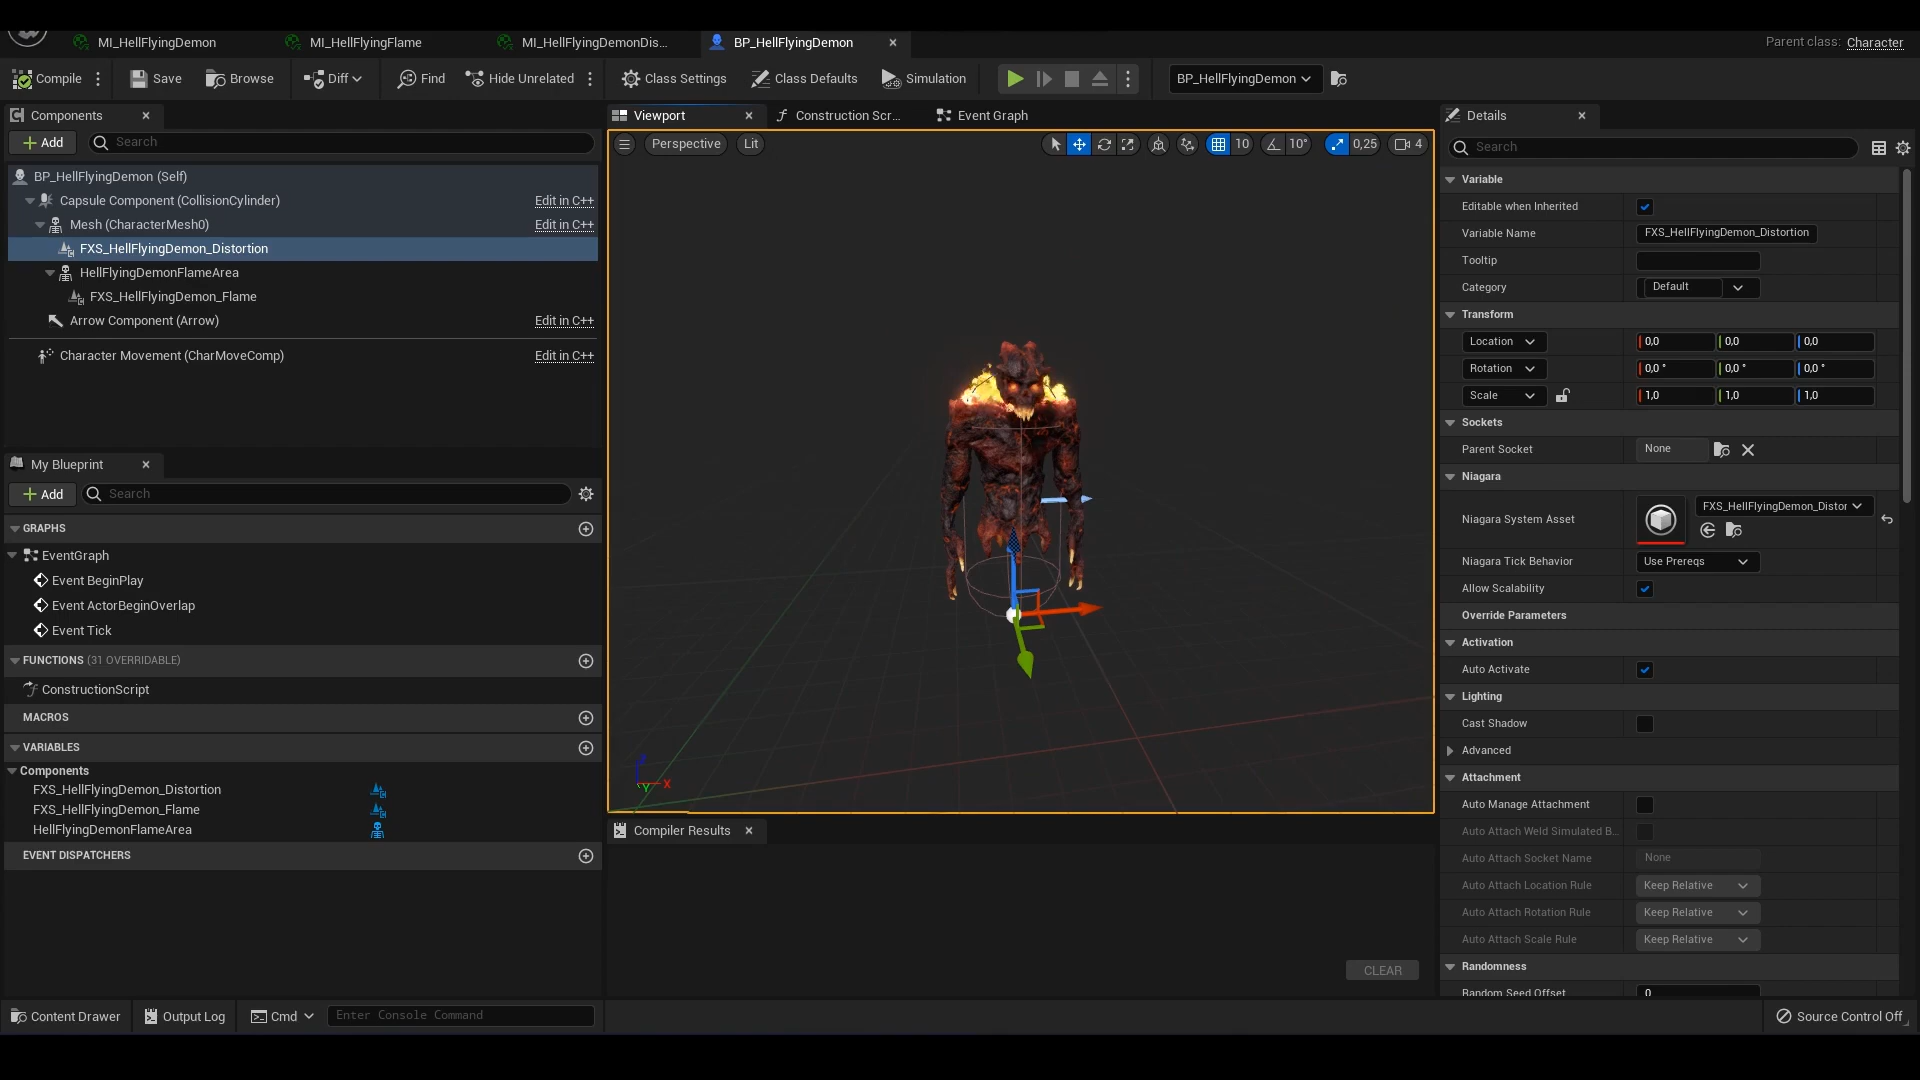 MI_HellFlyingDemon
MI_HellFlyingFlame
MI_HellFlyingDemonDis...
BP_HellFlyingDemon
Parent class: Character
Compile
Save
Browse
Diff
Find
Hide Unrelated
Class Settings
Class Defaults
Simulation
BP_HellFlyingDemon
Components
Add
Search
BP_HellFlyingDemon (Self)
Capsule Component (CollisionCylinder) Edit in C++
Mesh (CharacterMesh0) Edit in C++
FXS_HellFlyingDemon_Distortion
HellFlyingDemonFlameArea
FXS_HellFlyingDemon_Flame
Arrow Component (Arrow) Edit in C++
Character Movement (CharMoveComp) Edit in C++
My Blueprint
Add
Search
GRAPHS
EventGraph
Event BeginPlay
Event ActorBeginOverlap
Event Tick
FUNCTIONS (31 OVERRIDABLE)
ConstructionScript
MACROS
VARIABLES
Components
FXS_HellFlyingDemon_Distortion
FXS_HellFlyingDemon_Flame
HellFlyingDemonFlameArea
EVENT DISPATCHERS
Viewport
Construction Scr...
Event Graph
Perspective
Lit
10
10°
0,25
4
X
Y
Compiler Results
CLEAR
Details
Search
Variable
Editable when Inherited
Variable Name FXS_HellFlyingDemon_Distortion
Tooltip
Category Default
Transform
Location 0,0 0,0 0,0
Rotation 0,0 ° 0,0 ° 0,0 °
Scale 1,0 1,0 1,0
Sockets
Parent Socket None
Niagara
Niagara System Asset FXS_HellFlyingDemon_Distor
Niagara Tick Behavior Use Prereqs
Allow Scalability
Override Parameters
Activation
Auto Activate
Lighting
Cast Shadow
Advanced
Attachment
Auto Manage Attachment
Auto Attach Weld Simulated B...
Auto Attach Socket Name None
Auto Attach Location Rule Keep Relative
Auto Attach Rotation Rule Keep Relative
Auto Attach Scale Rule Keep Relative
Randomness
Random Seed Offset 0
Content Drawer
Output Log
Cmd
Enter Console Command
Source Control Off